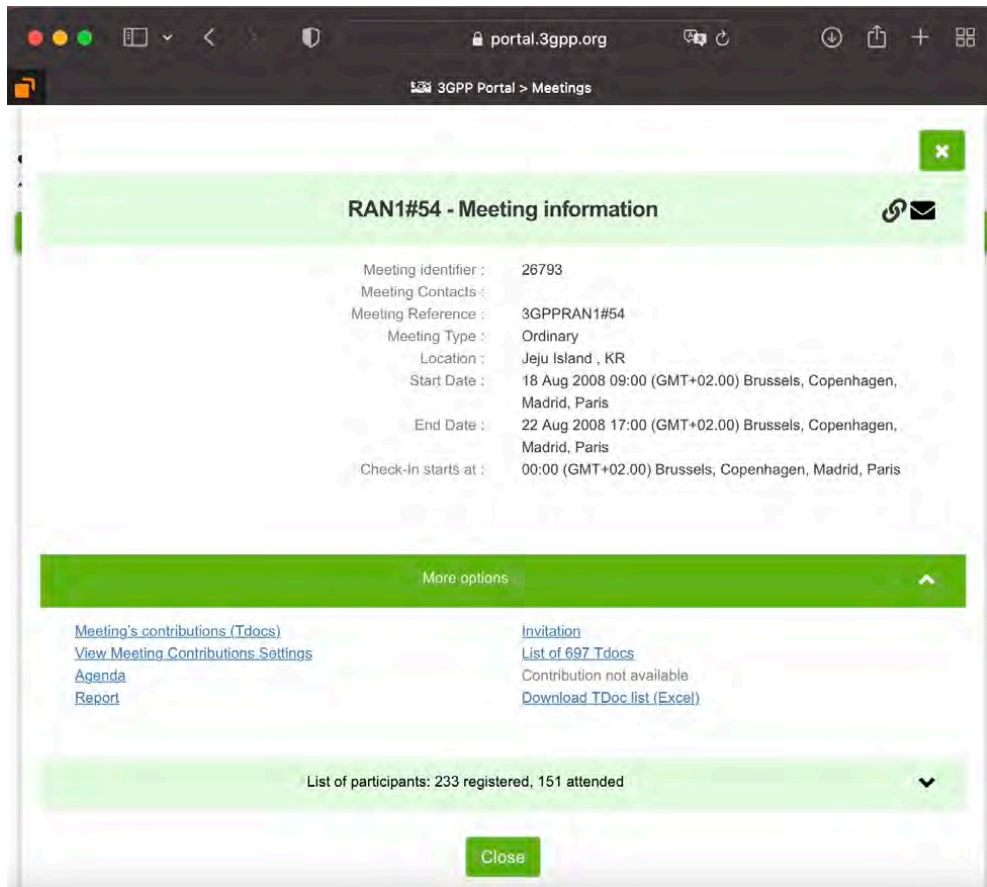 portal.3gpp.org
3GPP Portal > Meetings
RAN1#54 - Meeting information
Meeting identifier : 26793
Meeting Contacts :
Meeting Reference : 3GPPRAN1#54
Meeting Type : Ordinary
Location : Jeju Island , KR
Start Date : 18 Aug 2008 09:00 (GMT+02.00) Brussels, Copenhagen,
Madrid, Paris
End Date : 22 Aug 2008 17:00 (GMT+02.00) Brussels, Copenhagen,
Madrid, Paris
Check-In starts at : 00:00 (GMT+02.00) Brussels, Copenhagen, Madrid, Paris
More options
Meeting's contributions (Tdocs) Invitation
View Meeting Contributions Settings List of 697 Tdocs
Agenda Contribution not available
Report Download TDoc list (Excel)
List of participants: 233 registered, 151 attended
Close